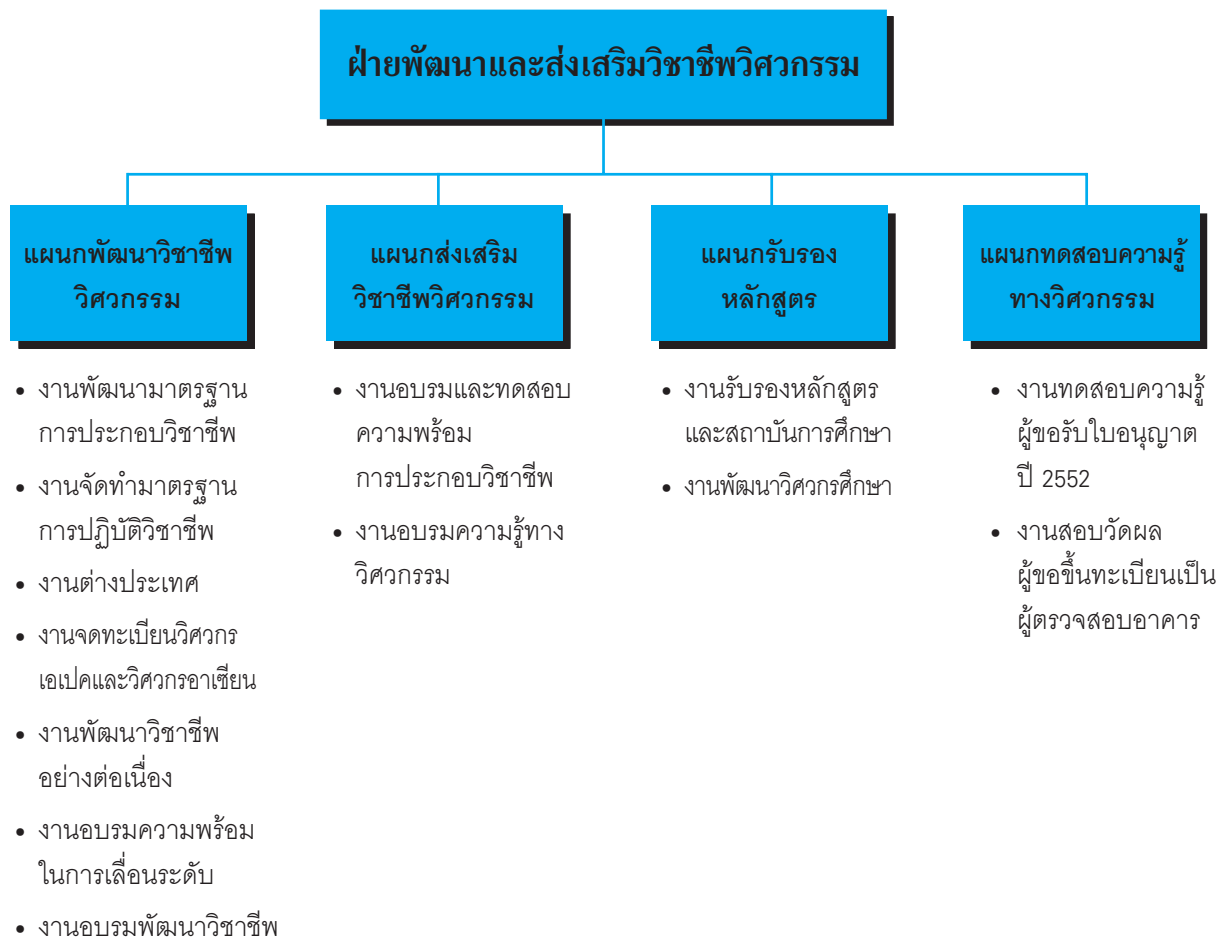 ฝ่ายพัฒนาและส่งเสริมวิชาชีพวิศวกรรม
แผนกพัฒนาวิชาชีพ
วิศวกรรม
• งานพัฒนามาตรฐาน
การประกอบวิชาชีพ
• งานจัดทำมาตรฐาน
การปฏิบัติวิชาชีพ
• งานต่างประเทศ
• งานจดทะเบียนวิศวกร
เอเปคและวิศวกรอาเซียน
• งานพัฒนาวิชาชีพ
อย่างต่อเนื่อง
• งานอบรมความพร้อม
ในการเลื่อนระดับ
• งานอบรมพัฒนาวิชาชีพ
แผนกส่งเสริม
วิชาชีพวิศวกรรม
• งานอบรมและทดสอบ
ความพร้อม
การประกอบวิชาชีพ
• งานอบรมความรู้ทาง
วิศวกรรม
แผนกรับรอง
หลักสูตร
• งานรับรองหลักสูตร
และสถาบันการศึกษา
• งานพัฒนาวิศวกรศึกษา
แผนกทดสอบความรู้
ทางวิศวกรรม
• งานทดสอบความรู้
ผู้ขอรับใบอนุญาต
ปี 2552
• งานสอบวัดผล
ผู้ขอขึ้นทะเบียนเป็น
ผู้ตรวจสอบอาคาร